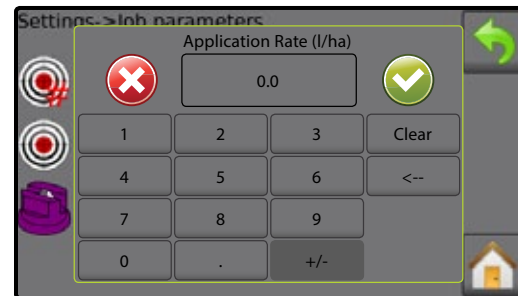 Settings->Job parameters
Application Rate (l/ha)
0.0
1 2 3 Clear
4 5 6 <--
7 8 9
0 . +/-